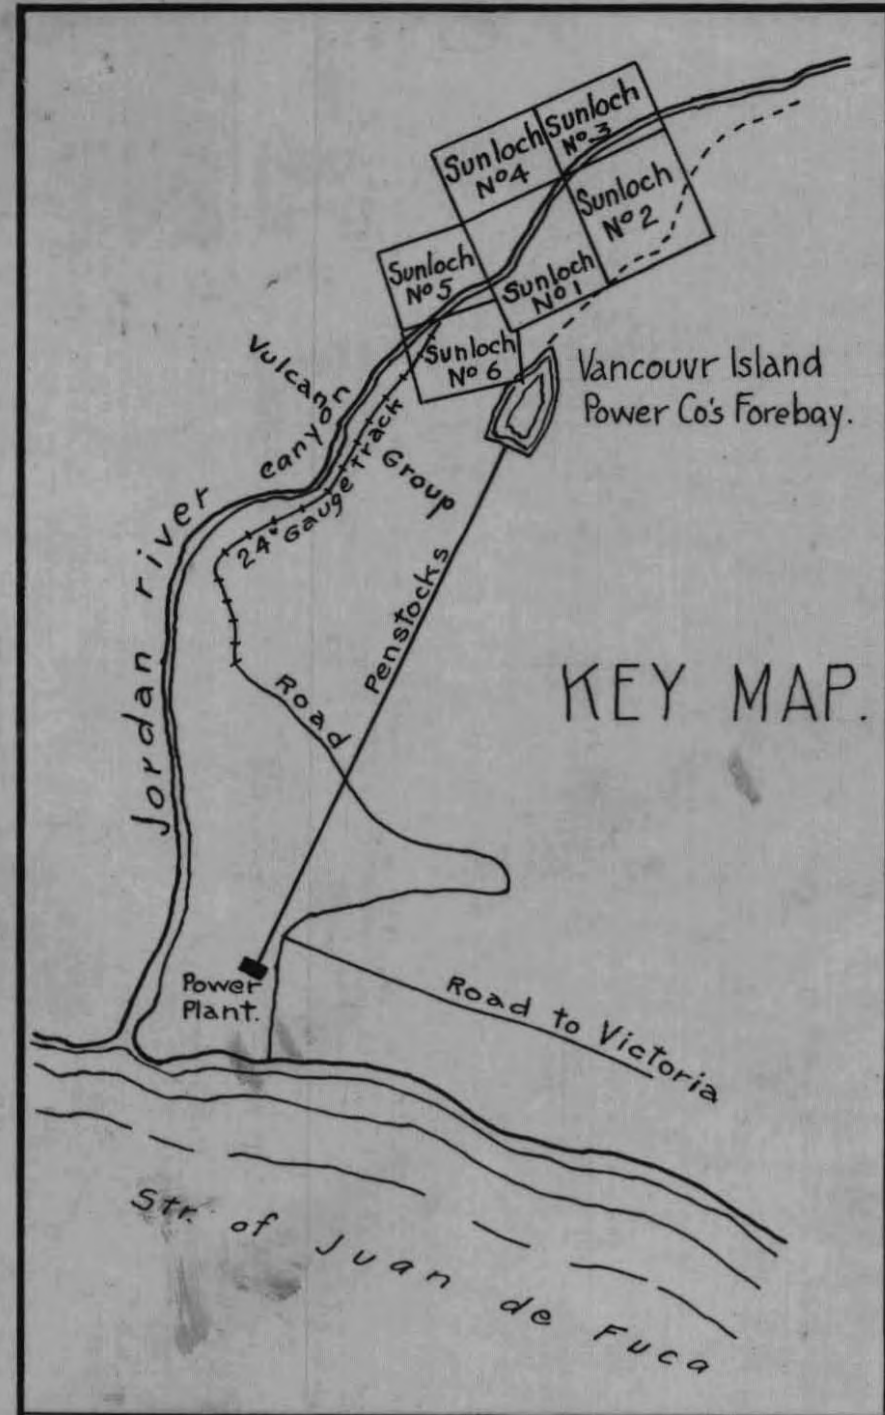 Sunloch
No 3
Sunloch
No 4
Sunloch
No 2
Sunloch
No 5
Sunloch
No 1
Sunloch
No 6
Vancouvr Island
Power Co's Forebay.
Vulcan
canyon
Group
24" Gauge track
Jordan river
Penstocks
Road
KEY MAP.
Power
Plant.
Road to Victoria
Str. of Juan de Fuca